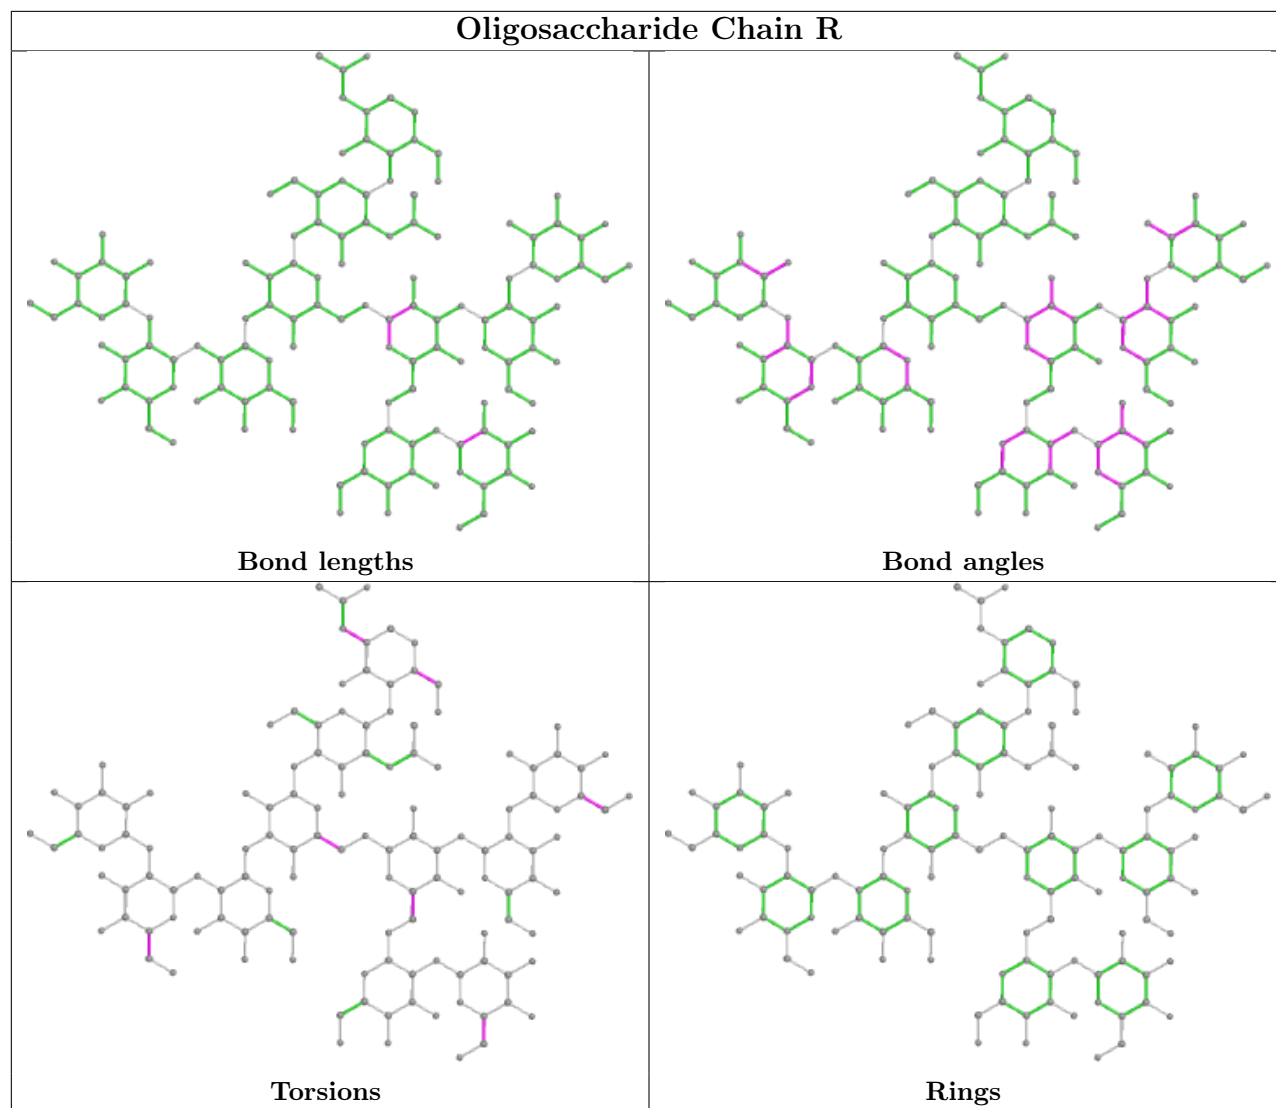 Oligosaccharide Chain R
Bond lengths
Bond angles
Torsions
Rings